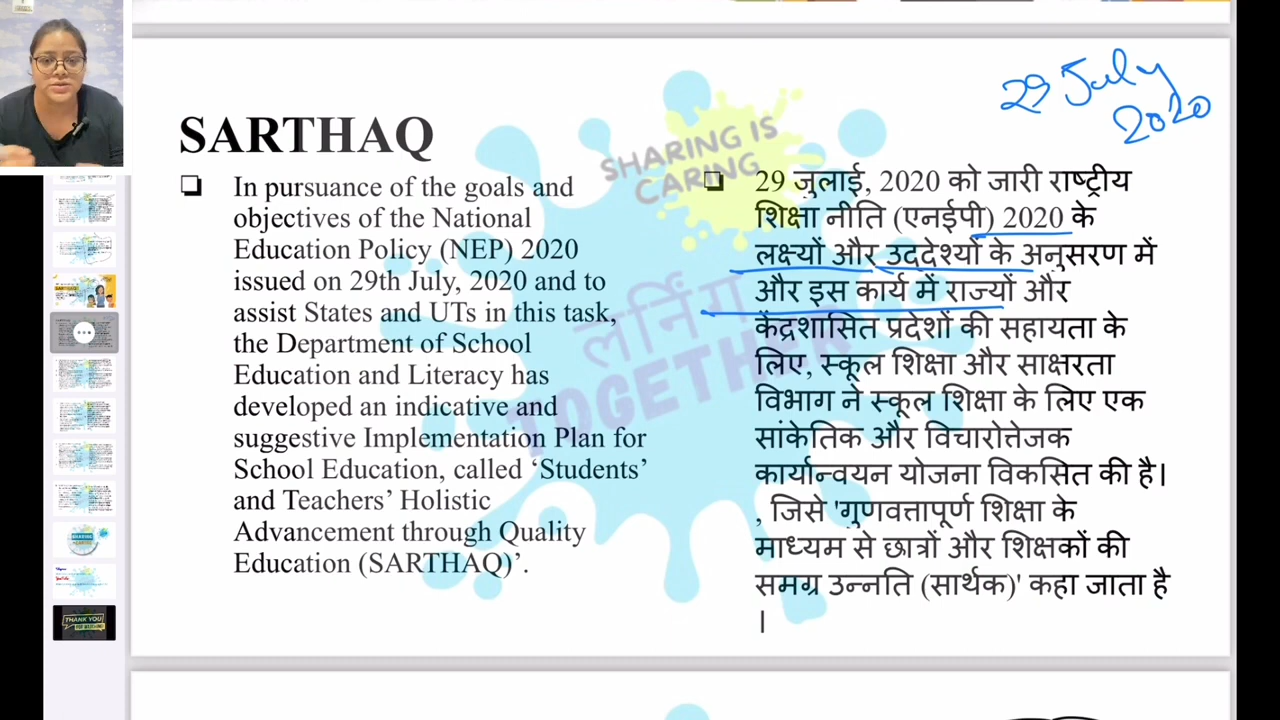 29 July
2020
SARTHAQ
SHARING IS
CARING
लर्निंग
TOGETHER
❑ In pursuance of the goals and
objectives of the National
Education Policy (NEP) 2020
issued on 29th July, 2020 and to
assist States and UTs in this task,
the Department of School
Education and Literacy has
developed an indicative and
suggestive Implementation Plan for
School Education, called ‘Students’
and Teachers’ Holistic
Advancement through Quality
Education (SARTHAQ)’.
❑ 29 जुलाई, 2020 को जारी राष्ट्रीय
शिक्षा नीति (एनईपी) 2020 के
लक्ष्यों और उददेश्यों के अनुसरण में
और इस कार्य में राज्यों और
केंद्रशासित प्रदेशों की सहायता के
लिए, स्कूल शिक्षा और साक्षरता
विभाग ने स्कूल शिक्षा के लिए एक
सांकेतिक और विचारोत्तेजक
कार्यान्वयन योजना विकसित की है।
, जिसे 'गुणवत्तापूर्ण शिक्षा के
माध्यम से छात्रों और शिक्षकों की
समग्र उन्नति (सार्थक)' कहा जाता है
।
THANK YOU